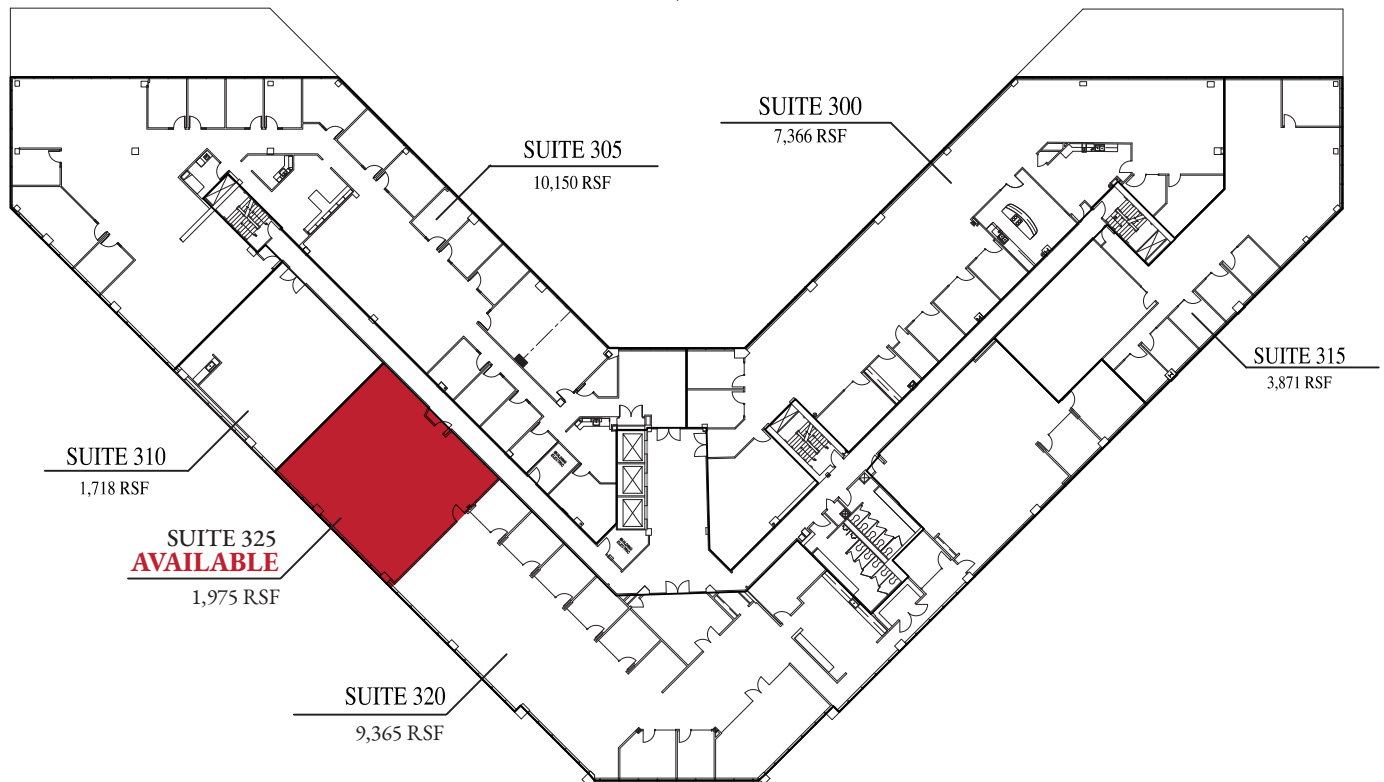 SUITE 300
7,366 RSF
SUITE 305
10,150 RSF
SUITE 315
3,871 RSF
SUITE 310
1,718 RSF
SUITE 325
AVAILABLE
1,975 RSF
SUITE 320
9,365 RSF